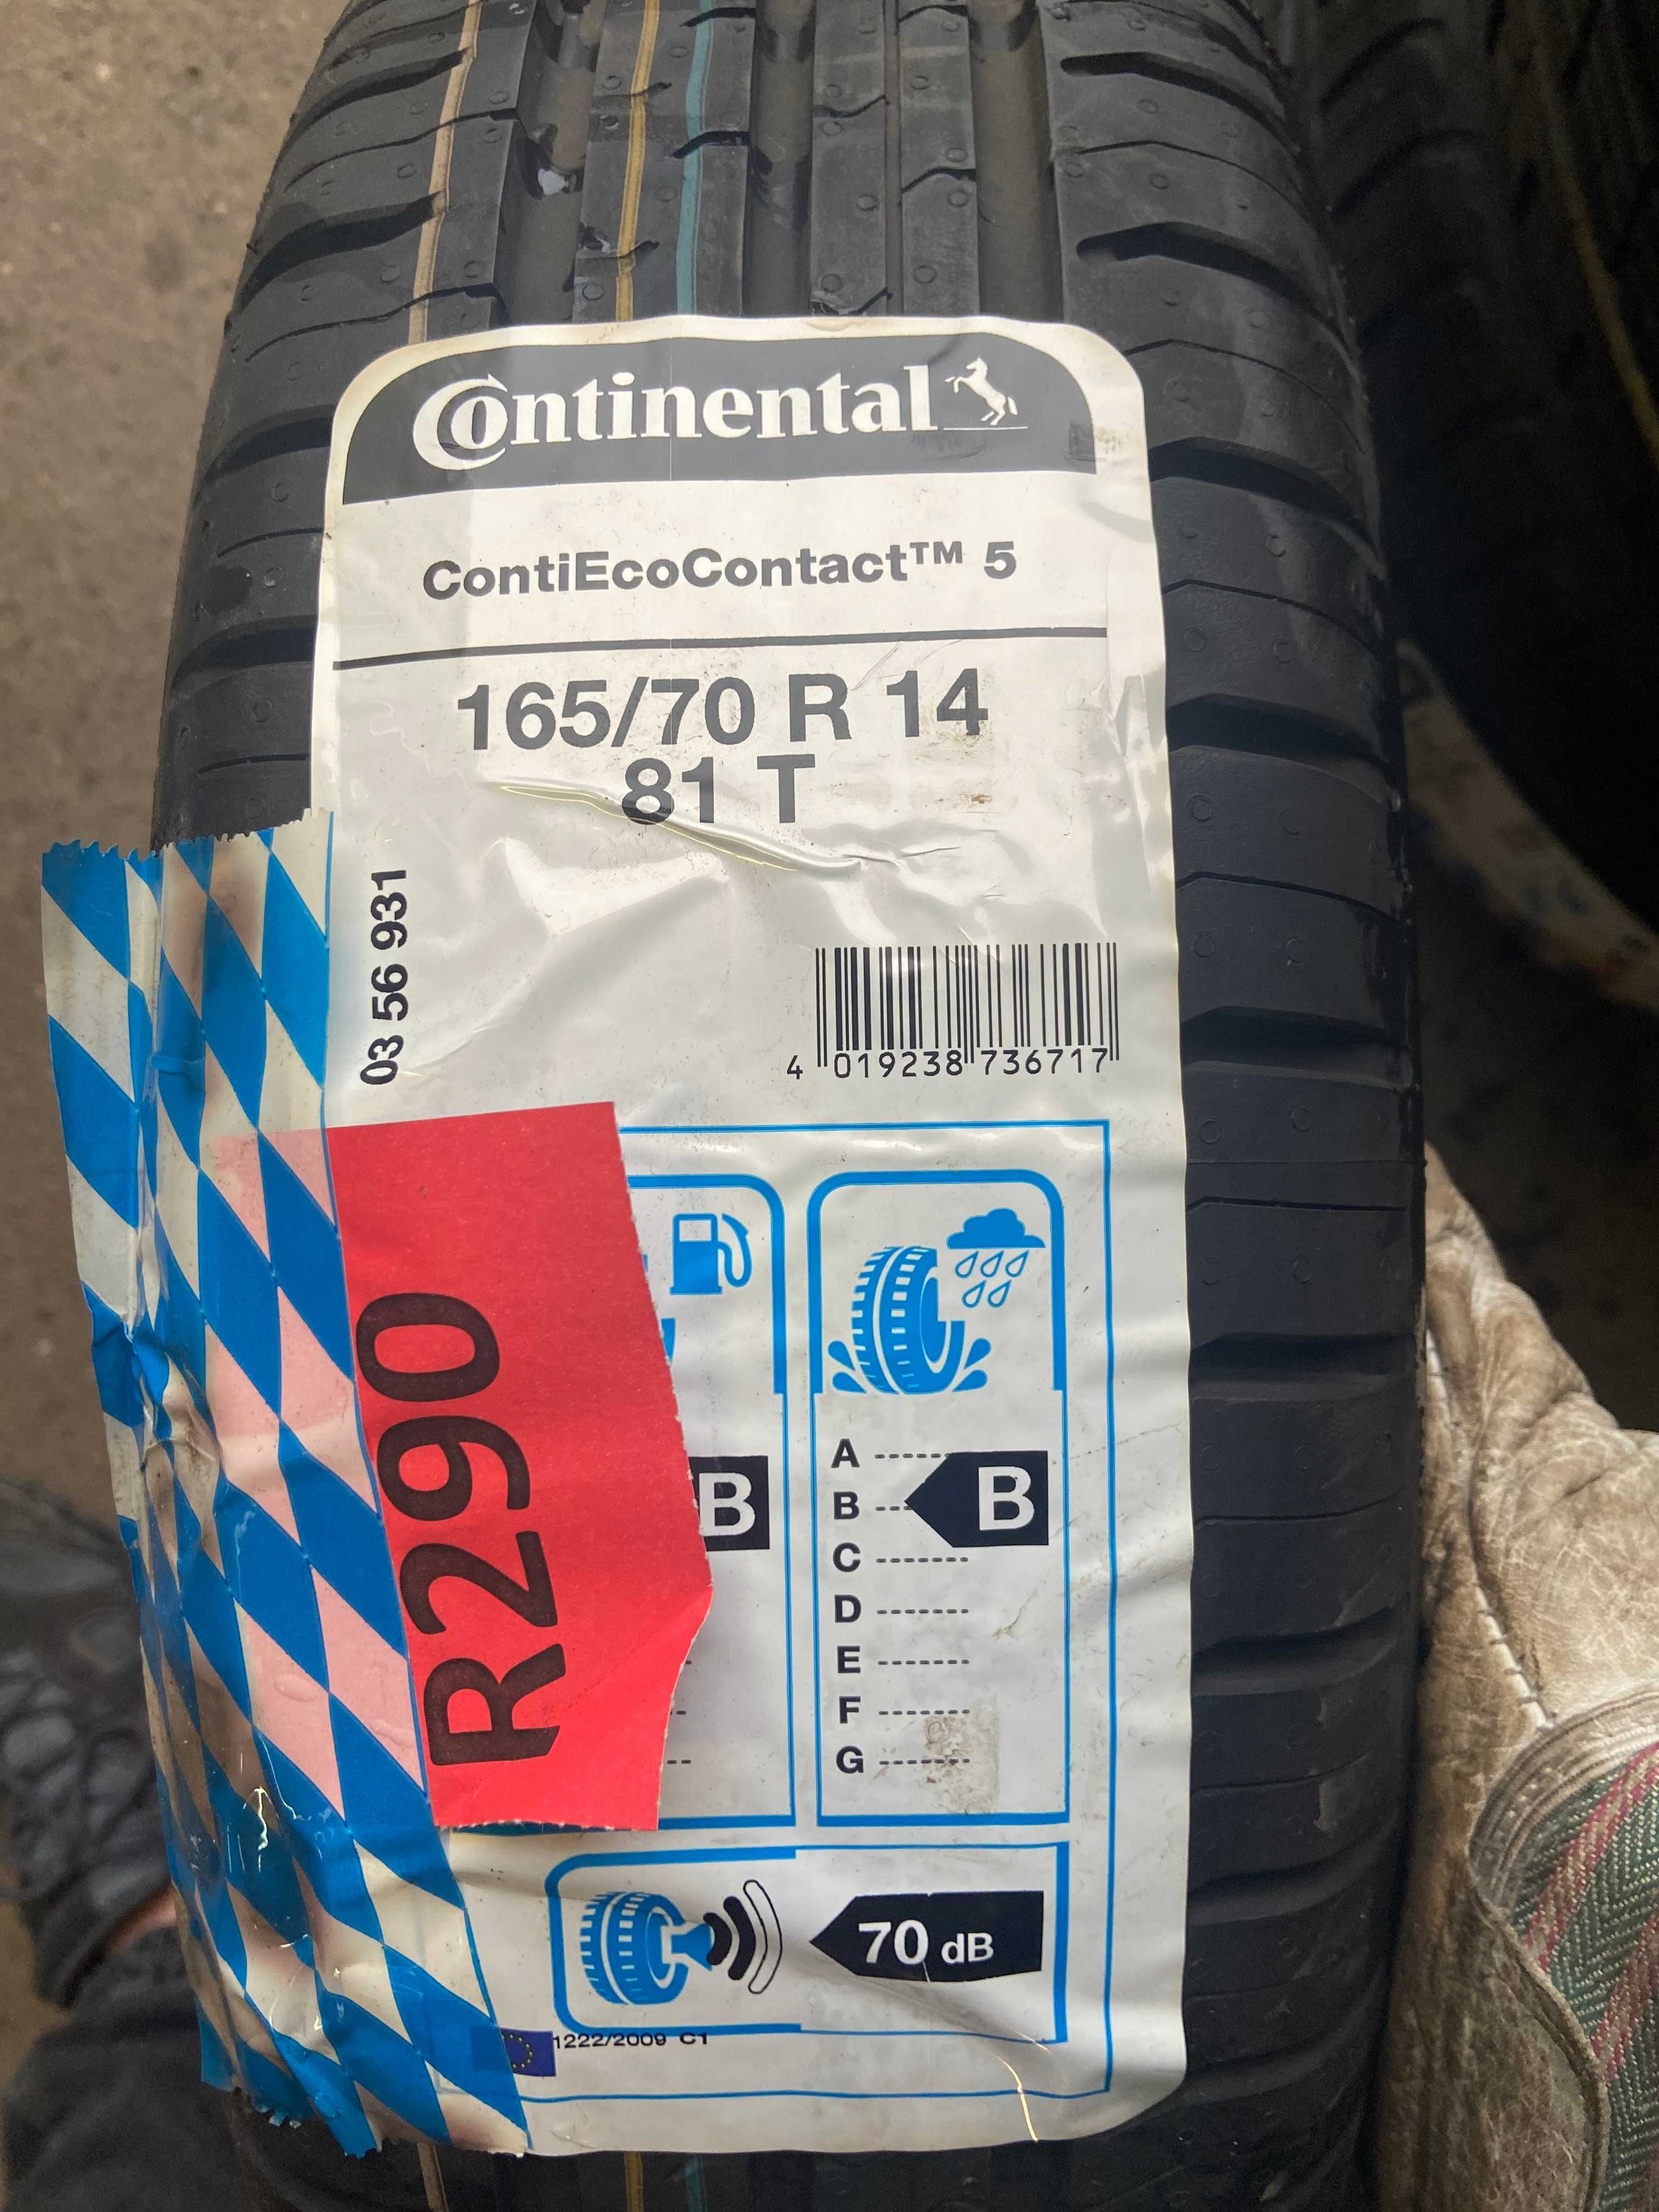 Continental
ContiEcoContact™ 5
165/70 R 14
81 T
03 56 931
4 019238 736717
R290
B
A
B
B
C
D
E
F
G
70 dB
1222/2009 C1